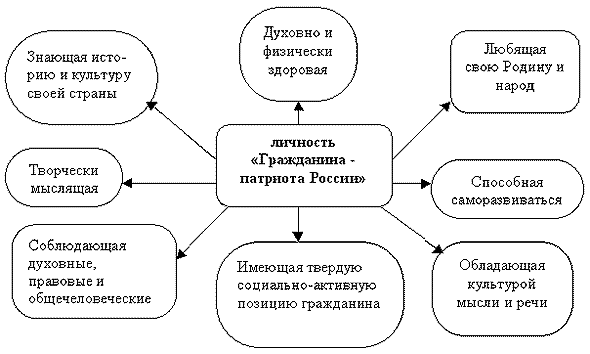 Знающая исто-
рию и культуру
своей страны
Духовно и
физически
здоровая
Любящая
свою Родину и
народ
личность
«Гражданина -
патриота России»
Творчески
мыслящая
Способная
саморазвиваться
Соблюдающая
духовные,
правовые и
общечеловеческие
Имеющая твердую
социально-активную
позицию гражданина
Обладающая
культурой
мысли и речи